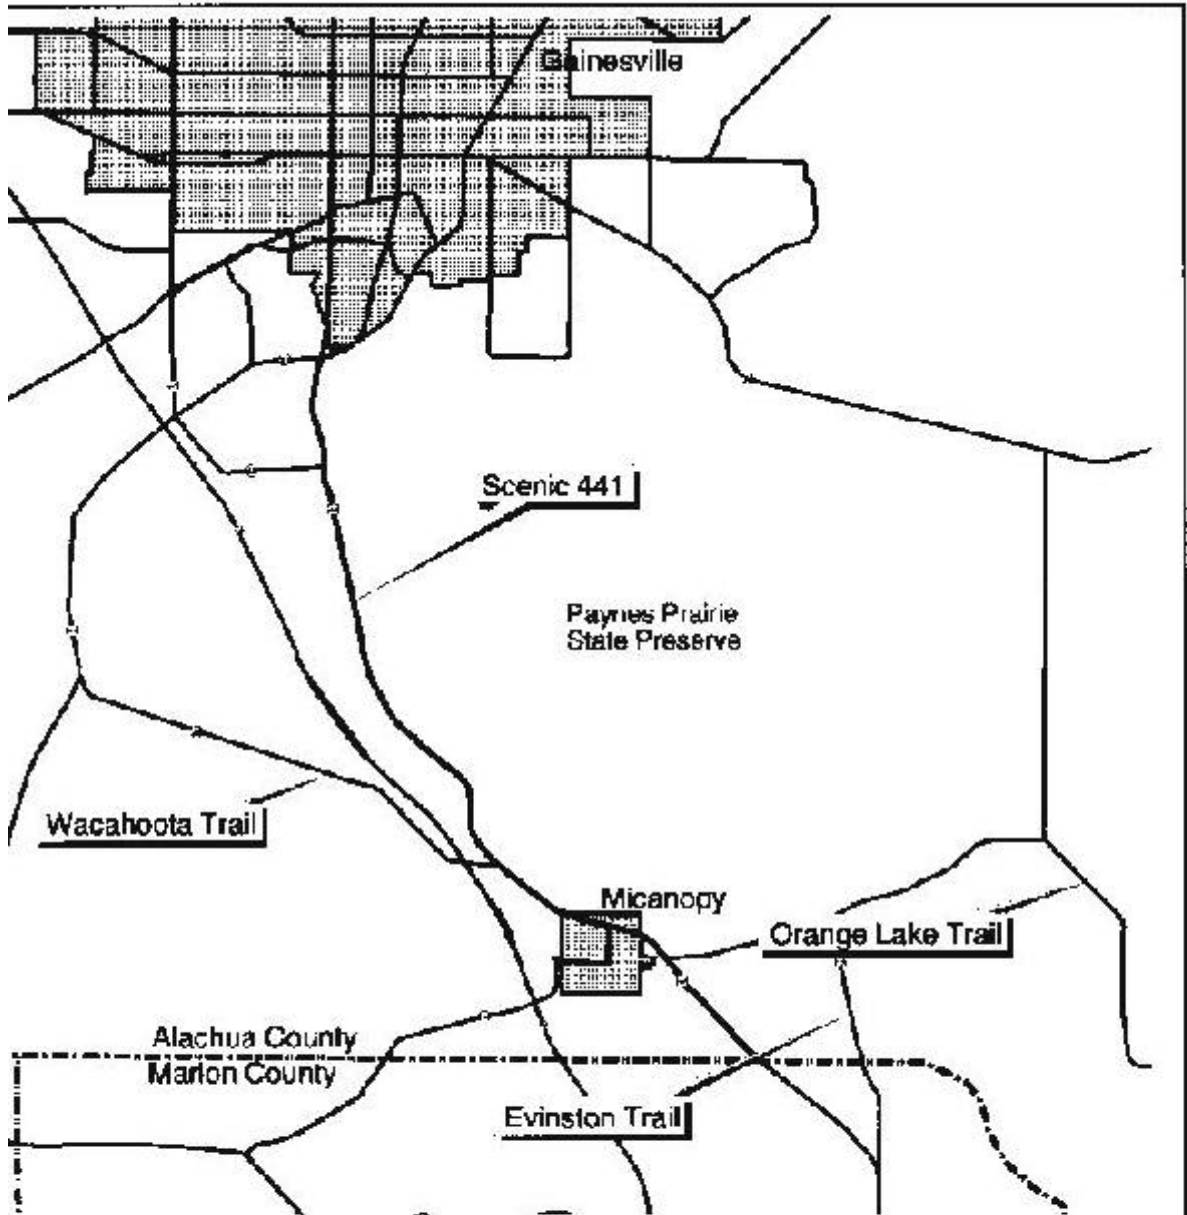 Gainesville
Scenic 441
Paynes Prairie
State Preserve
Wacahoota Trail
Micanopy
Orange Lake Trail
Alachua County
Marion County
Evinston Trail